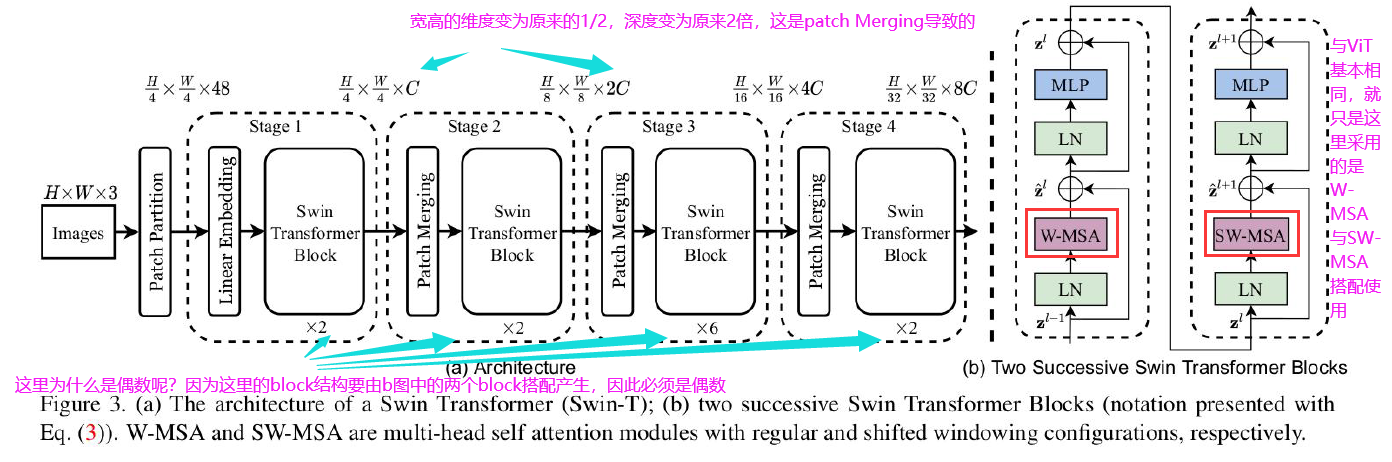 宽高的维度变为原来的1/2，深度变为原来2倍，这是patch Merging导致的
H/4 × W/4 × 48
H/4 × W/4 × C
H/8 × W/8 × 2C
H/16 × W/16 × 4C
H/32 × W/32 × 8C
Stage 1
Stage 2
Stage 3
Stage 4
H×W×3
Images
Patch Partition
Linear Embedding
Swin
Transformer
Block
×2
Patch Merging
Swin
Transformer
Block
×2
Patch Merging
Swin
Transformer
Block
×6
Patch Merging
Swin
Transformer
Block
×2
(a) Architecture
这里为什么是偶数呢？因为这里的block结构要由b图中的两个block搭配产生，因此必须是偶数
z^l
MLP
LN
ẑ^l
W-MSA
LN
z^{l-1}
z^{l+1}
MLP
LN
ẑ^{l+1}
SW-MSA
LN
z^l
与ViT
基本相
同，就
只是这
里采用
的是
W-
MSA
与SW-
MSA
搭配使
用
(b) Two Successive Swin Transformer Blocks
Figure 3. (a) The architecture of a Swin Transformer (Swin-T); (b) two successive Swin Transformer Blocks (notation presented with
Eq. (3)). W-MSA and SW-MSA are multi-head self attention modules with regular and shifted windowing configurations, respectively.